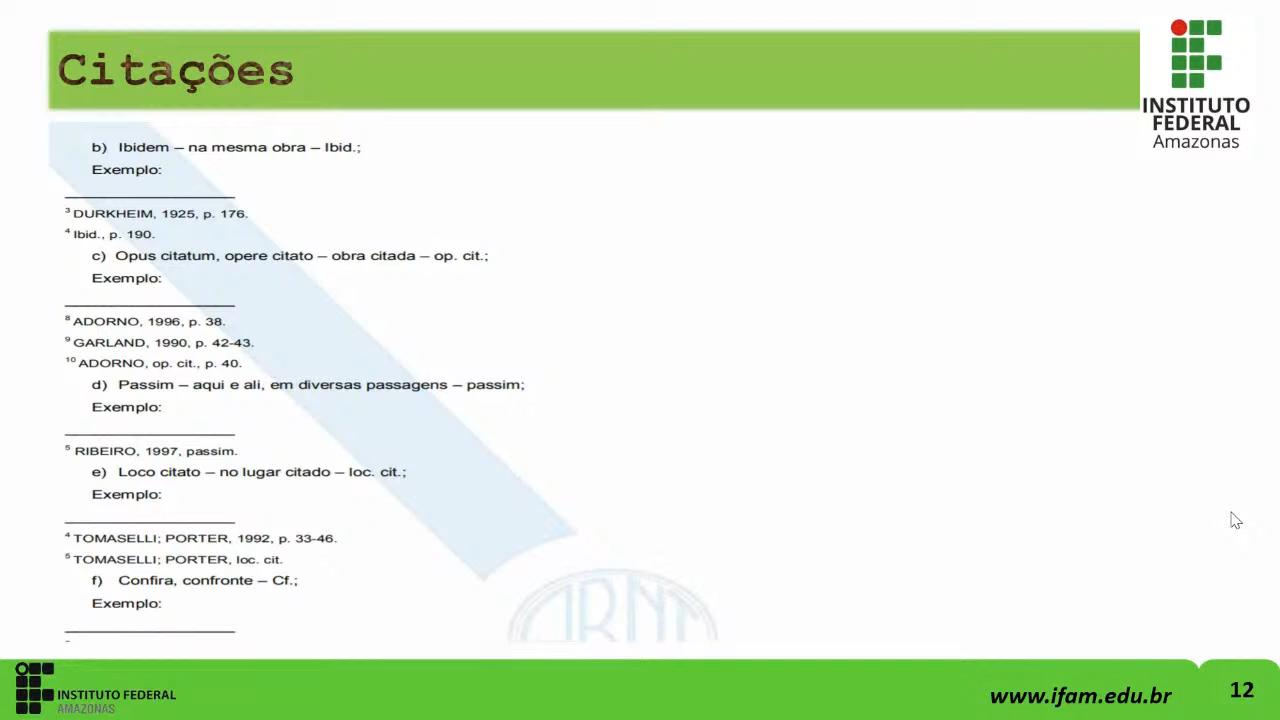 Citações
INSTITUTO
FEDERAL
Amazonas
b) Ibidem – na mesma obra – Ibid.;
Exemplo:
³ DURKHEIM, 1925, p. 176.
⁴ Ibid., p. 190.
c) Opus citatum, opere citato – obra citada – op. cit.;
Exemplo:
⁸ ADORNO, 1996, p. 38.
⁹ GARLAND, 1990, p. 42-43.
¹⁰ ADORNO, op. cit., p. 40.
d) Passim – aqui e ali, em diversas passagens – passim;
Exemplo:
⁵ RIBEIRO, 1997, passim.
e) Loco citato – no lugar citado – loc. cit.;
Exemplo:
⁴ TOMASELLI; PORTER, 1992, p. 33-46.
⁵ TOMASELLI; PORTER, loc. cit.
f) Confira, confronte – Cf.;
Exemplo:
ABNT
INSTITUTO FEDERAL
AMAZONAS
www.ifam.edu.br
12